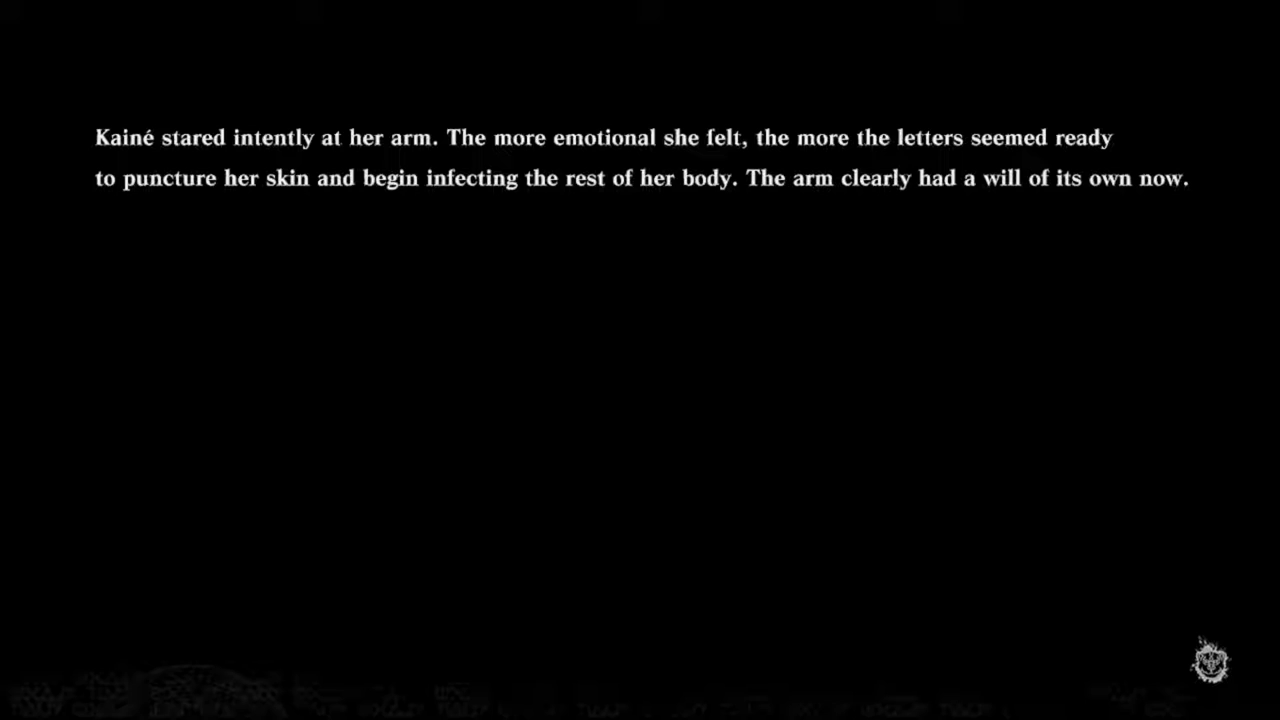 Kainé stared intently at her arm. The more emotional she felt, the more the letters seemed ready
to puncture her skin and begin infecting the rest of her body. The arm clearly had a will of its own now.